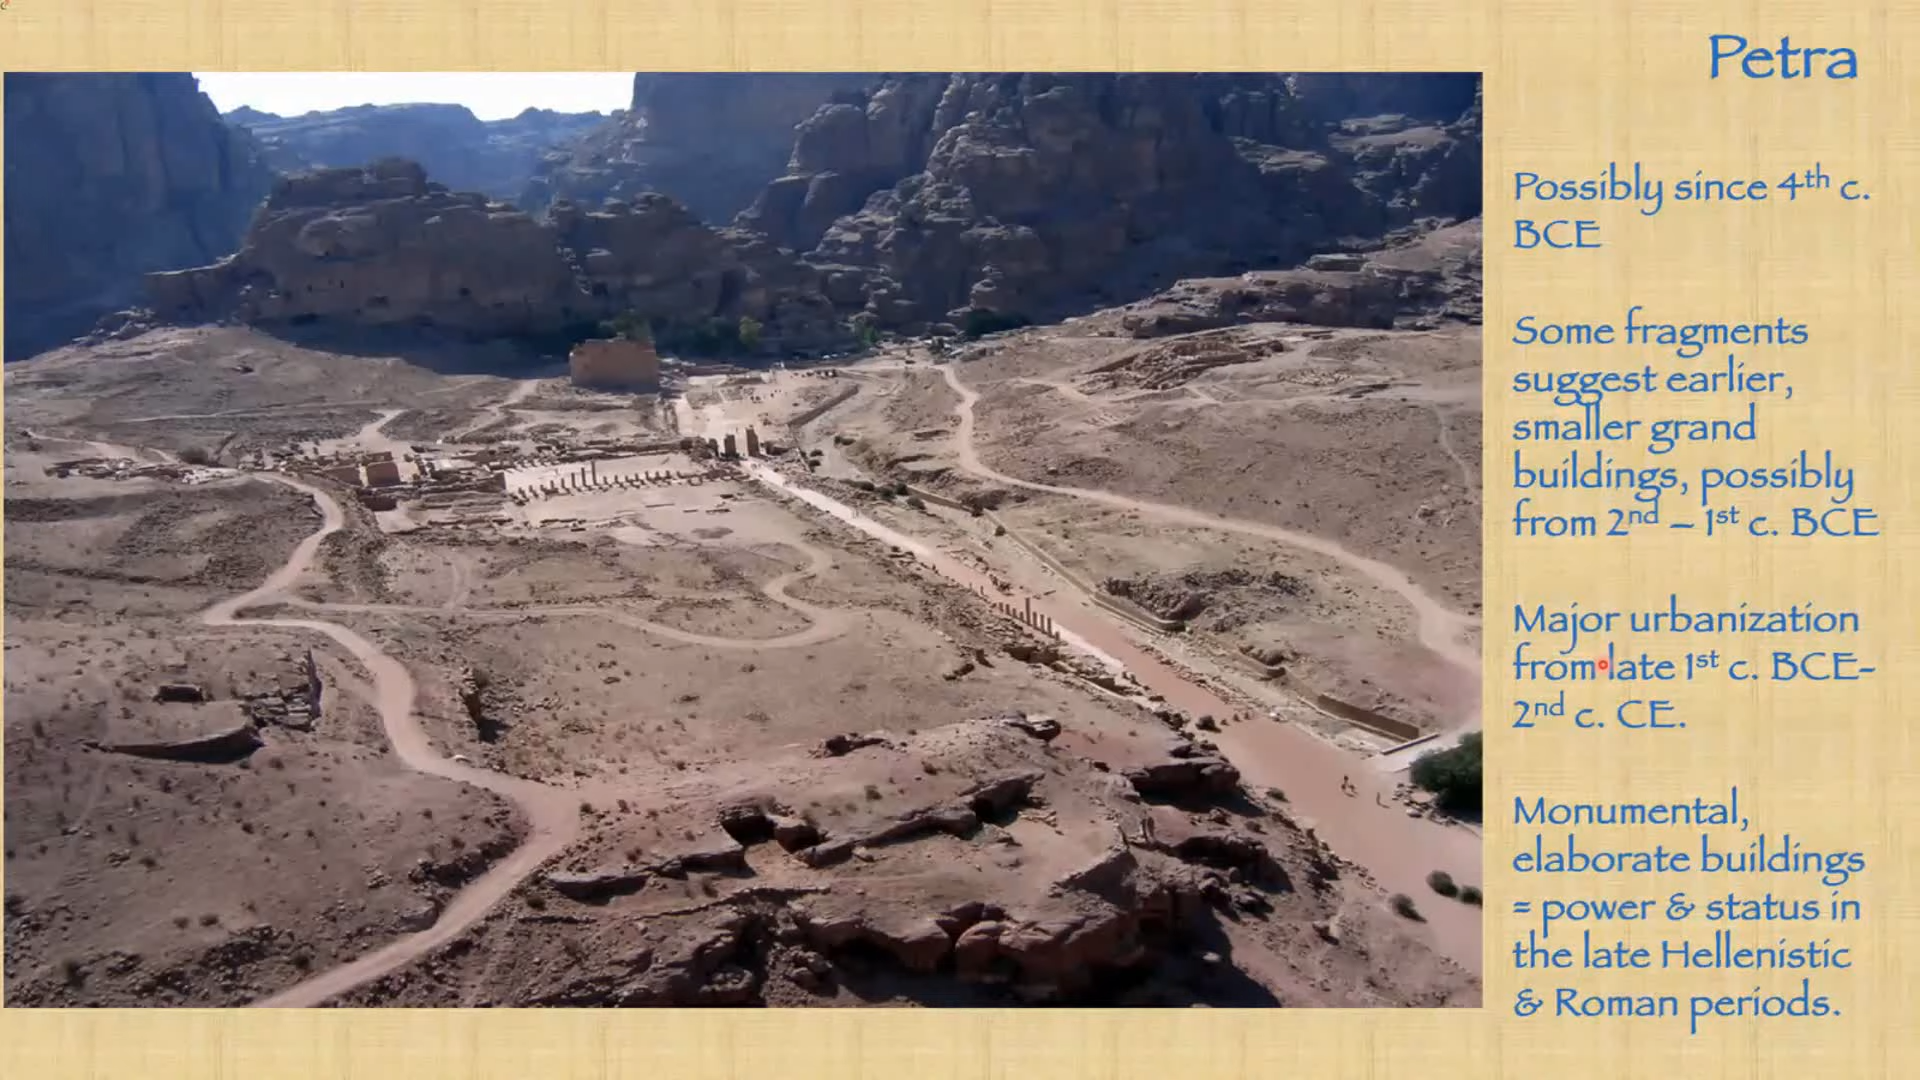 Petra
Possibly since 4th c.
BCE
Some fragments
suggest earlier,
smaller grand
buildings, possibly
from 2nd – 1st c. BCE
Major urbanization
from late 1st c. BCE-
2nd c. CE.
Monumental,
elaborate buildings
= power & status in
the late Hellenistic
& Roman periods.